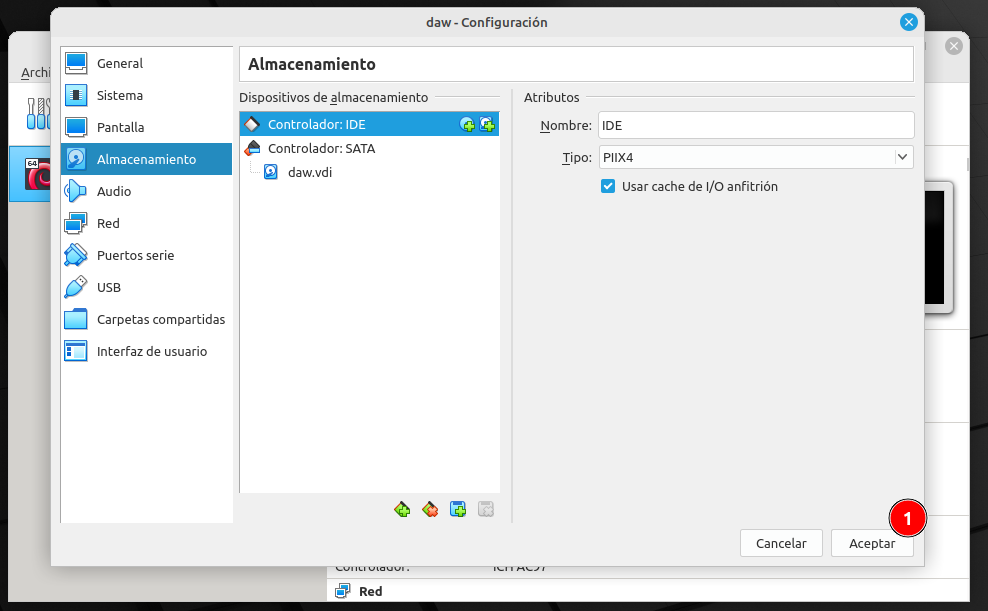 daw - Configuración
Archi
64
General
Sistema
Pantalla
Almacenamiento
Audio
Red
Puertos serie
USB
Carpetas compartidas
Interfaz de usuario
Almacenamiento
Dispositivos de almacenamiento
Controlador: IDE
Controlador: SATA
daw.vdi
Atributos
Nombre: IDE
Tipo: PIIX4
Usar cache de I/O anfitrión
1
Cancelar
Aceptar
Controlador: ICH AC97
Red